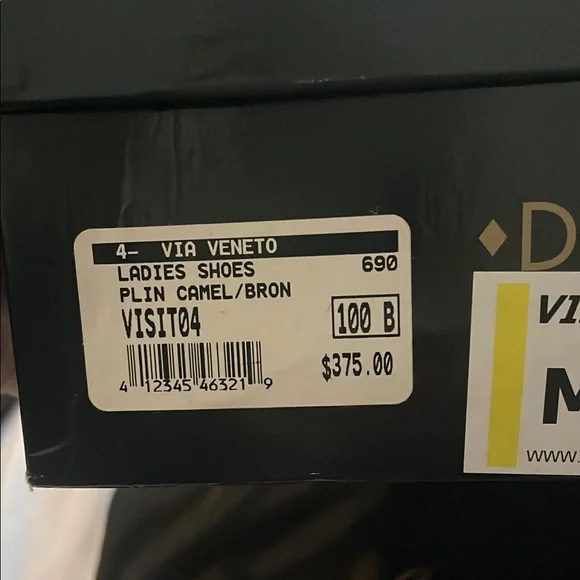 4- VIA VENETO
LADIES SHOES 690
PLIN CAMEL/BRON
VISIT04
100 B
$375.00
4 12345 46321 9
D
VI
M
www.